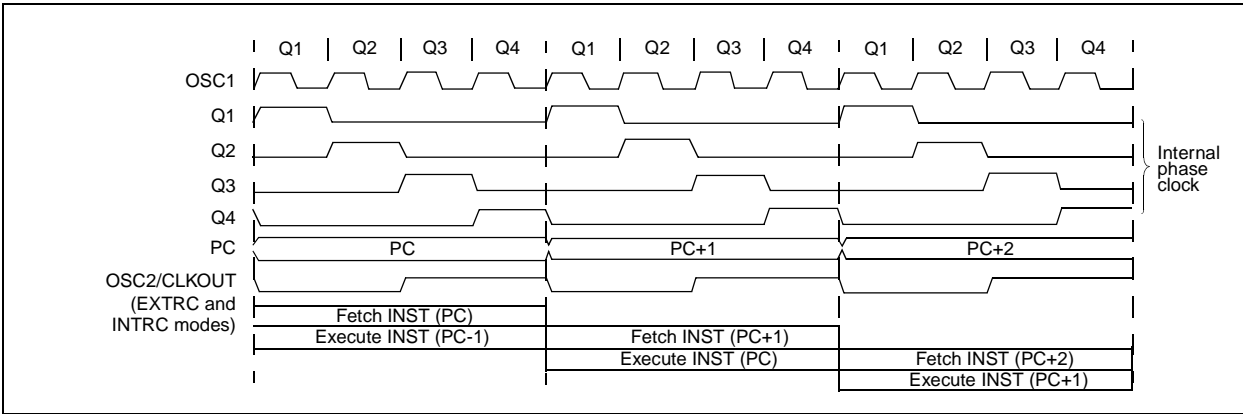 Q1 Q2 Q3 Q4 Q1 Q2 Q3 Q4 Q1 Q2 Q3 Q4
OSC1
Q1
Q2
Q3
Q4
Internal
phase
clock
PC PC PC+1 PC+2
OSC2/CLKOUT
(EXTRC and
INTRC modes)
Fetch INST (PC)
Execute INST (PC-1) Fetch INST (PC+1)
Execute INST (PC) Fetch INST (PC+2)
Execute INST (PC+1)